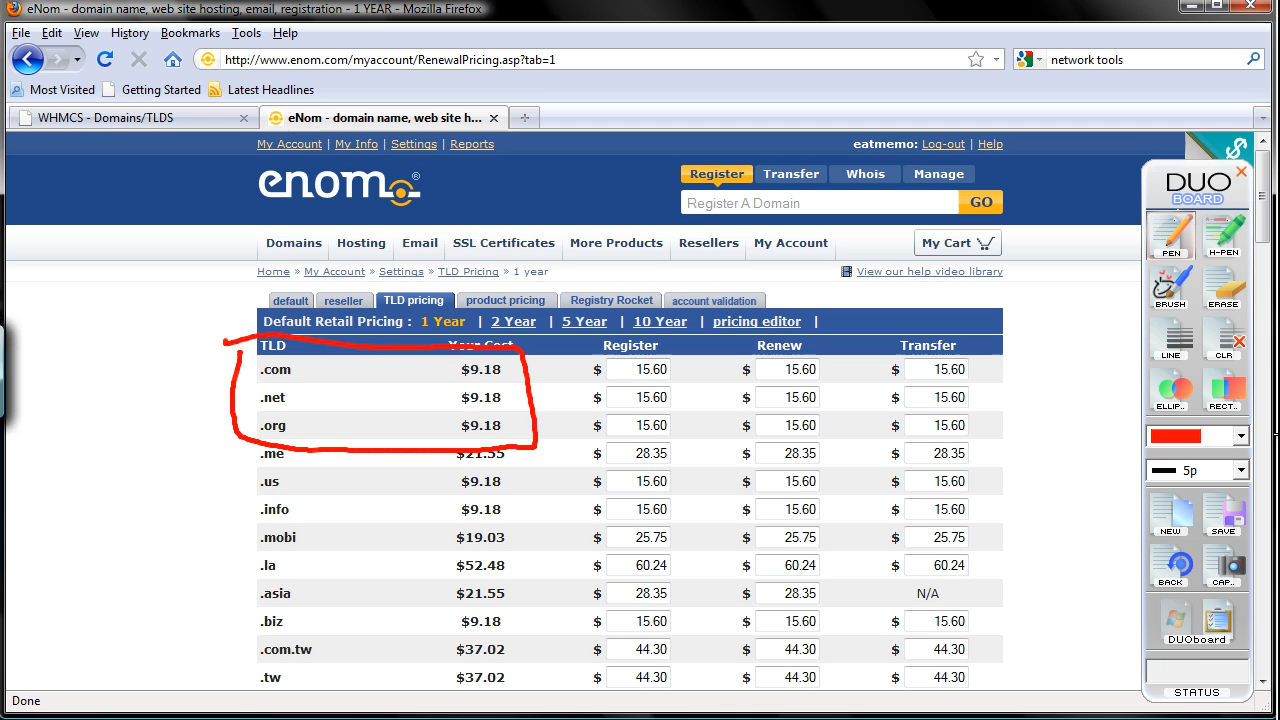 eNom - domain name, web site hosting, email, registration - 1 YEAR - Mozilla Firefox
File Edit View History Bookmarks Tools Help
http://www.enom.com/myaccount/RenewalPricing.asp?tab=1 network tools
Most Visited Getting Started Latest Headlines
WHMCS - Domains/TLDS eNom - domain name, web site h...
My Account | My Info | Settings | Reports eatmemo: Log-out | Help
$
enom ®
Register Transfer Whois Manage
Register A Domain GO
Domains Hosting Email SSL Certificates More Products Resellers My Account My Cart
Home » My Account » Settings » TLD Pricing » 1 year View our help video library
default reseller TLD pricing product pricing Registry Rocket account validation
Default Retail Pricing : 1 Year | 2 Year | 5 Year | 10 Year | pricing editor |
TLD Your Cost Register Renew Transfer
.com $9.18 $ 15.60 $ 15.60 $ 15.60
.net $9.18 $ 15.60 $ 15.60 $ 15.60
.org $9.18 $ 15.60 $ 15.60 $ 15.60
.me $21.55 $ 28.35 $ 28.35 $ 28.35
.us $9.18 $ 15.60 $ 15.60 $ 15.60
.info $9.18 $ 15.60 $ 15.60 $ 15.60
.mobi $19.03 $ 25.75 $ 25.75 $ 25.75
.la $52.48 $ 60.24 $ 60.24 $ 60.24
.asia $21.55 $ 28.35 $ 28.35 N/A
.biz $9.18 $ 15.60 $ 15.60 $ 15.60
.com.tw $37.02 $ 44.30 $ 44.30 $ 44.30
.tw $37.02 $ 44.30 $ 44.30 $ 44.30
Done
DUO
BOARD
PEN H-PEN
BRUSH ERASE
LINE CLR
ELLIP.. RECT..
5p
NEW SAVE
BACK CAP..
DUOboard
STATUS